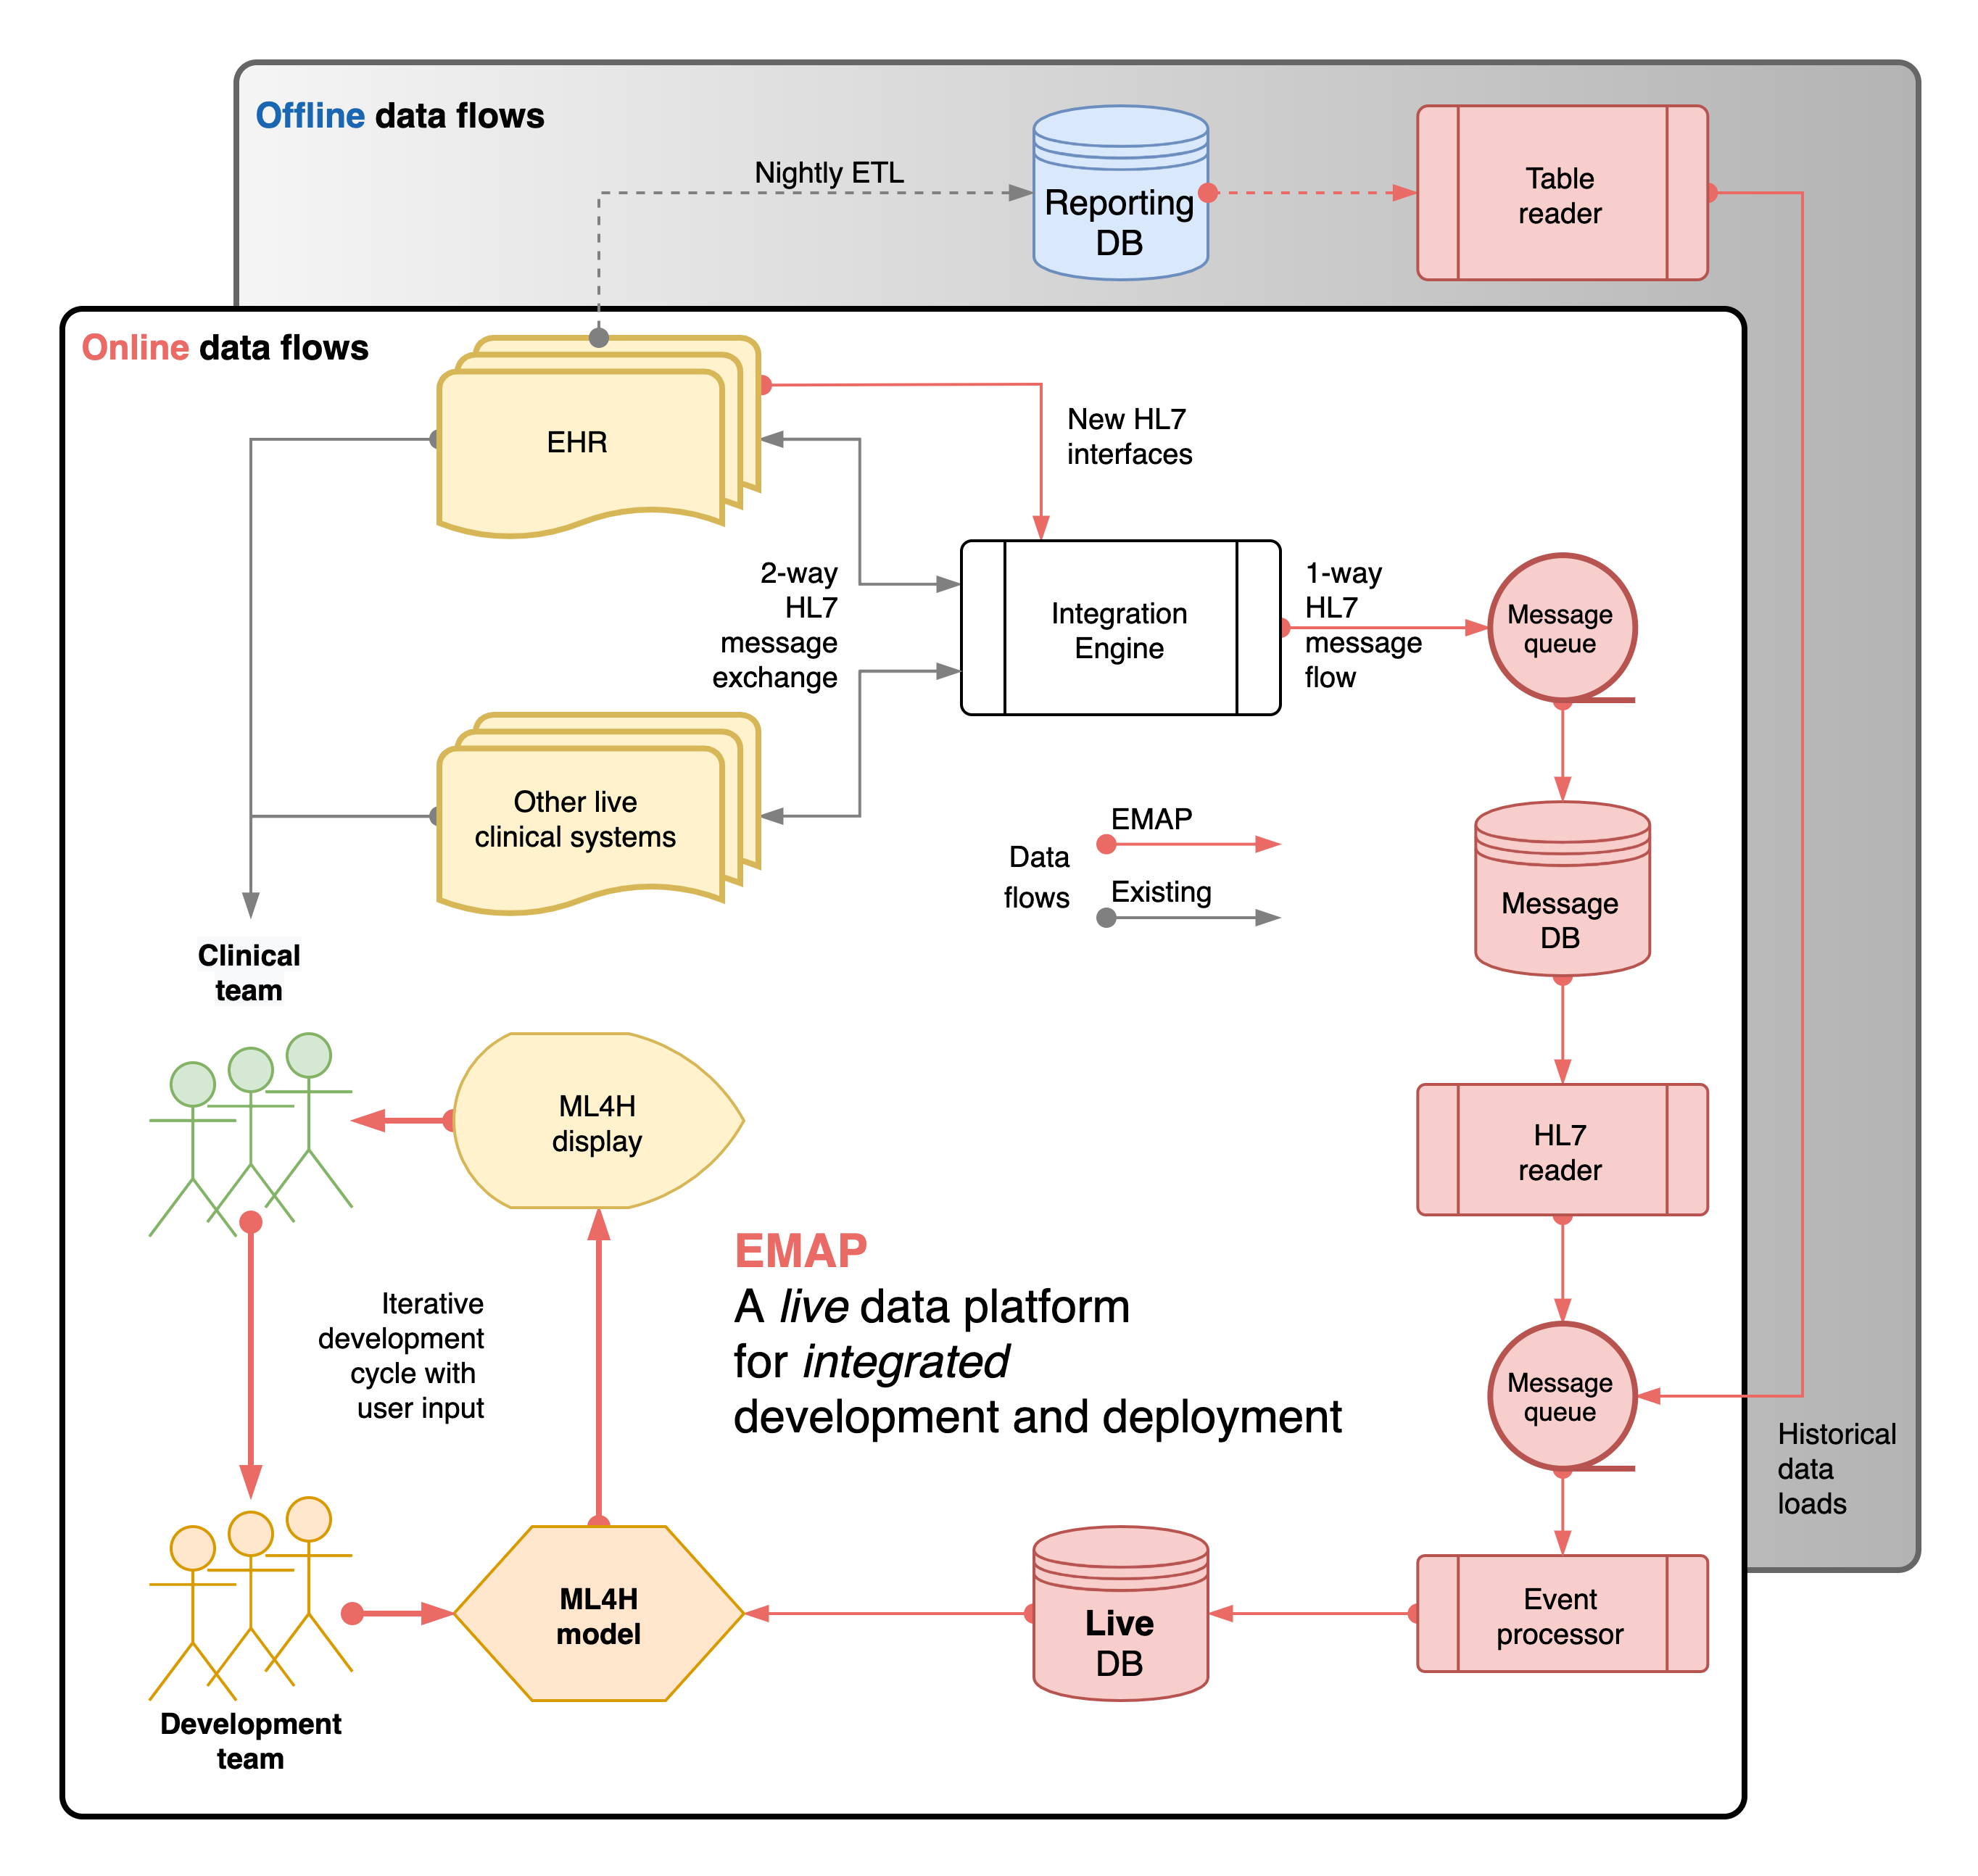 Offline data flows
Nightly ETL
Reporting
DB
Table
reader
Online data flows
EHR
New HL7
interfaces
2-way
HL7
message
exchange
Integration
Engine
1-way
HL7
message
flow
Message
queue
Other live
clinical systems
Data
flows
EMAP
Existing
Message
DB
Clinical
team
ML4H
display
HL7
reader
EMAP
A live data platform
for integrated
development and deployment
Iterative
development
cycle with
user input
Message
queue
Historical
data
loads
ML4H
model
Live
DB
Event
processor
Development
team